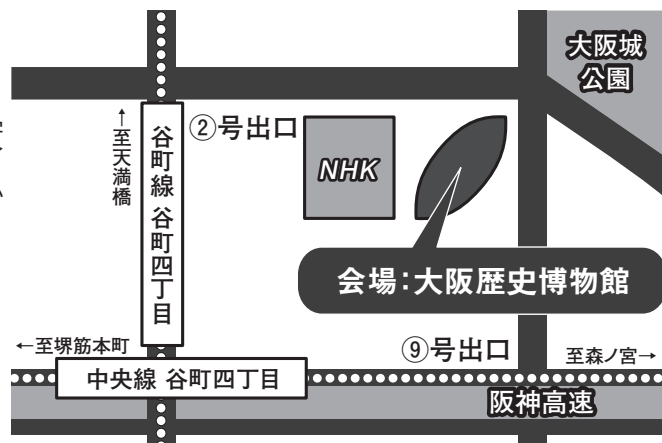 大阪城
公園
↑至天満橋
谷町線 谷町四丁目
②号出口
NHK
会場:大阪歴史博物館
←至堺筋本町
⑨号出口
至森ノ宮→
中央線 谷町四丁目
阪神高速